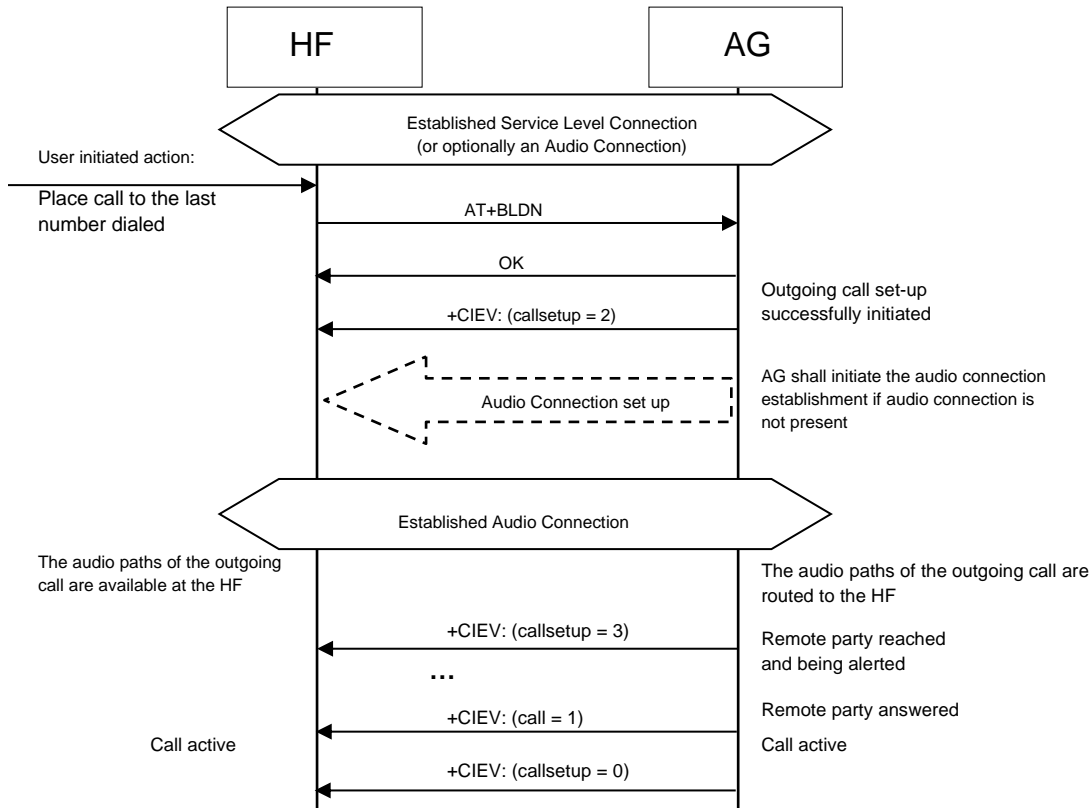 HF
AG
Established Service Level Connection
(or optionally an Audio Connection)
User initiated action:
Place call to the last
number dialed
AT+BLDN
OK
Outgoing call set-up
successfully initiated
+CIEV: (callsetup = 2)
AG shall initiate the audio connection
establishment if audio connection is
not present
Audio Connection set up
Established Audio Connection
The audio paths of the outgoing
call are available at the HF
The audio paths of the outgoing call are
routed to the HF
+CIEV: (callsetup = 3)
Remote party reached
and being alerted
...
+CIEV: (call = 1)
Remote party answered
Call active
Call active
+CIEV: (callsetup = 0)